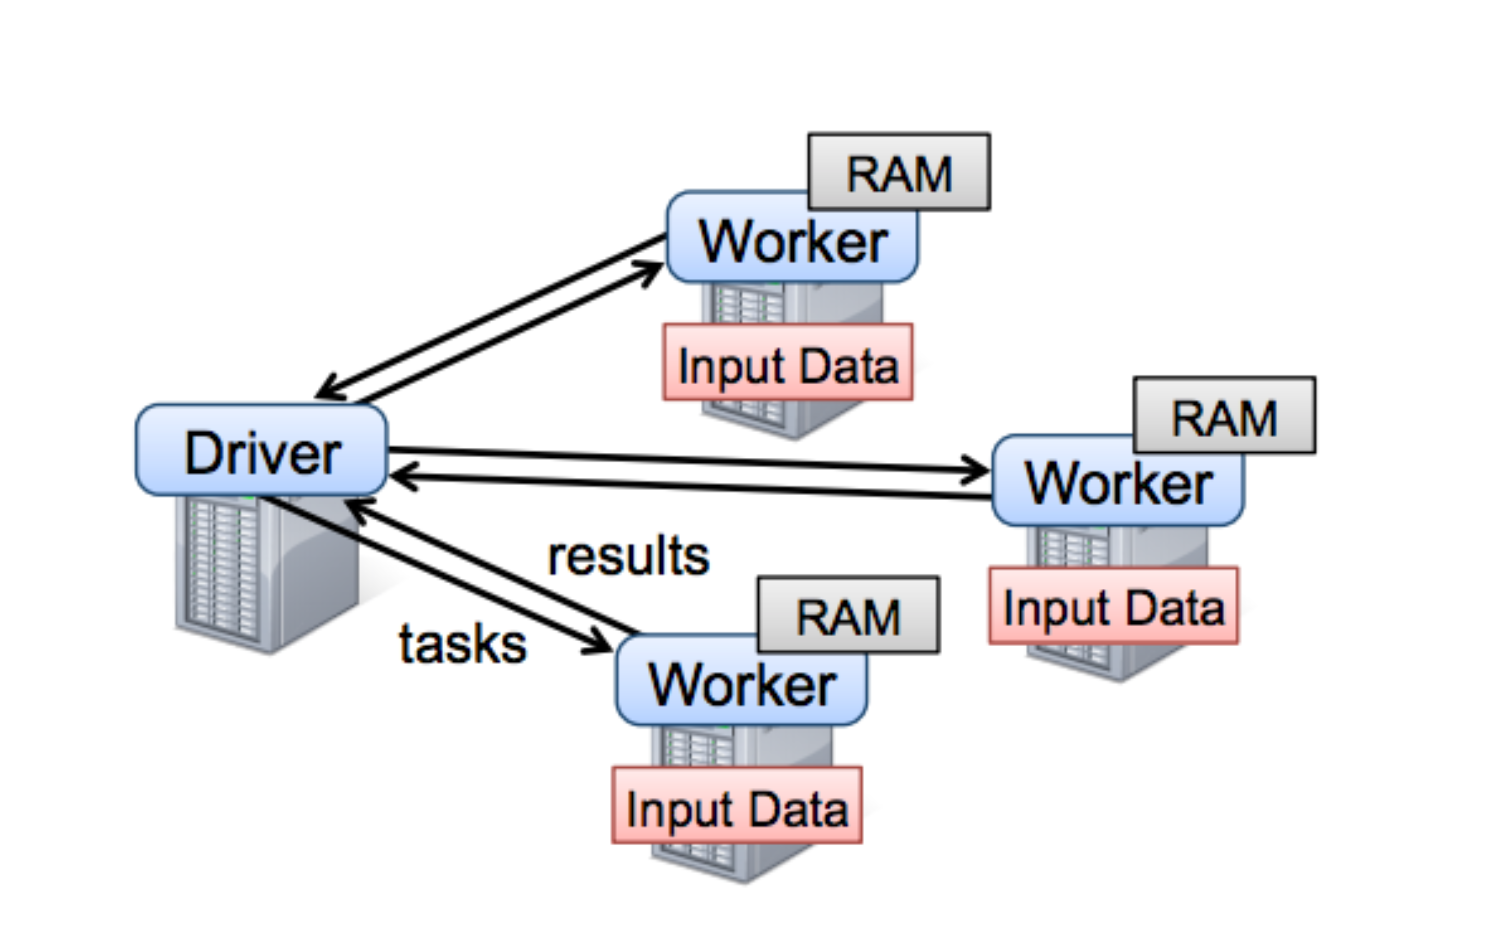 RAM
Worker
Input Data
RAM
Driver
Worker
results
Input Data
RAM
tasks
Worker
Input Data